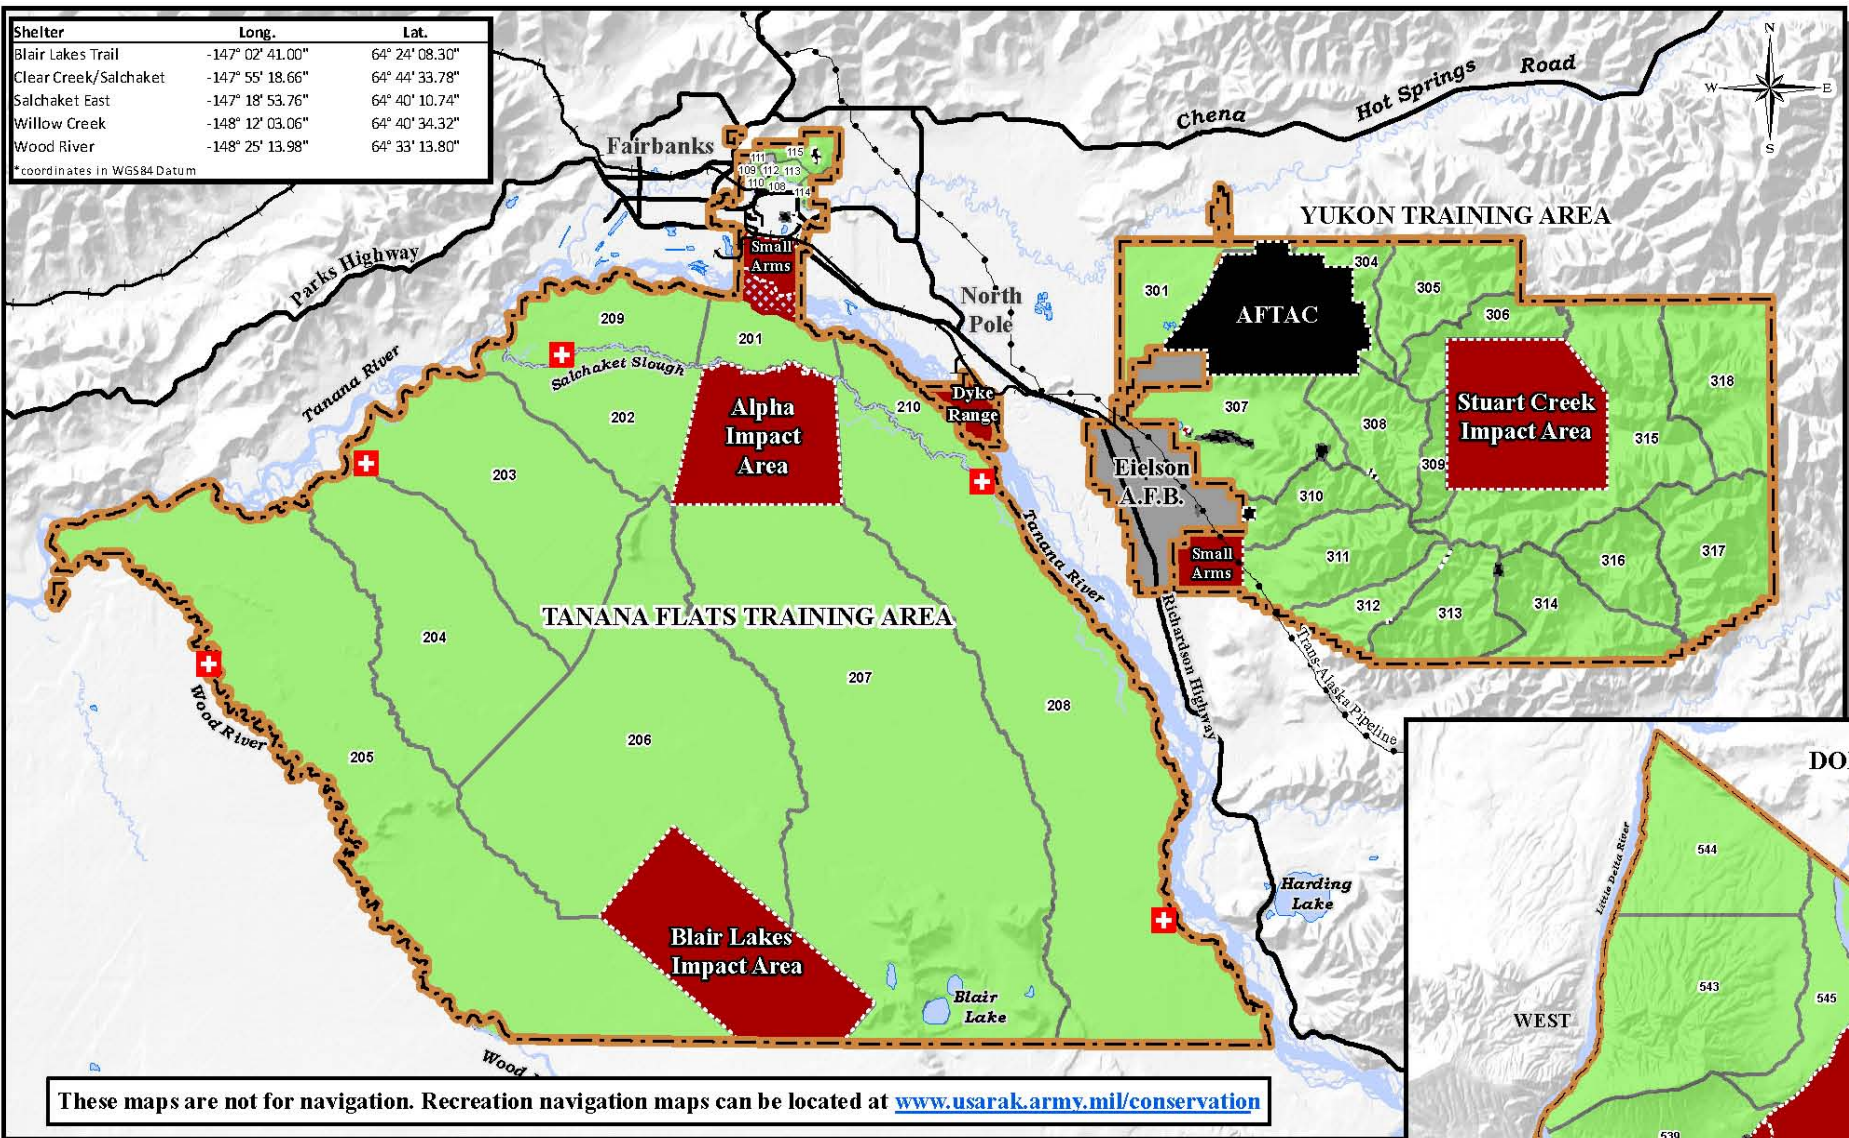 Shelter Long. Lat.
Blair Lakes Trail -147° 02' 41.00" 64° 24' 08.30"
Clear Creek/Salchaket -147° 55' 18.66" 64° 44' 33.78"
Salchaket East -147° 18' 53.76" 64° 40' 10.74"
Willow Creek -148° 12' 03.06" 64° 40' 34.32"
Wood River -148° 25' 13.98" 64° 33' 13.80"
*coordinates in WGS84 Datum
N
W E
S
Chena Hot Springs Road
Fairbanks
115
111
109 112 113
110 108 114
Parks Highway
Small
Arms
North
Pole
YUKON TRAINING AREA
301
304
305
306
AFTAC
318
Stuart Creek
Impact Area
307
308
309
315
310
311
316
317
312
313
314
Eielson
A.F.B.
Small
Arms
Dyke
Range
209
201
Salchaket Slough
Tanana River
202
Alpha
Impact
Area
210
203
Tanana River
TANANA FLATS TRAINING AREA
204
207
208
206
205
Wood River
Richardson Highway
Trans-Alaska Pipeline
Harding
Lake
Blair Lakes
Impact Area
Blair
Lake
Wood
DO
Little Delta River
544
543
545
WEST
539
These maps are not for navigation. Recreation navigation maps can be located at www.usarak.army.mil/conservation